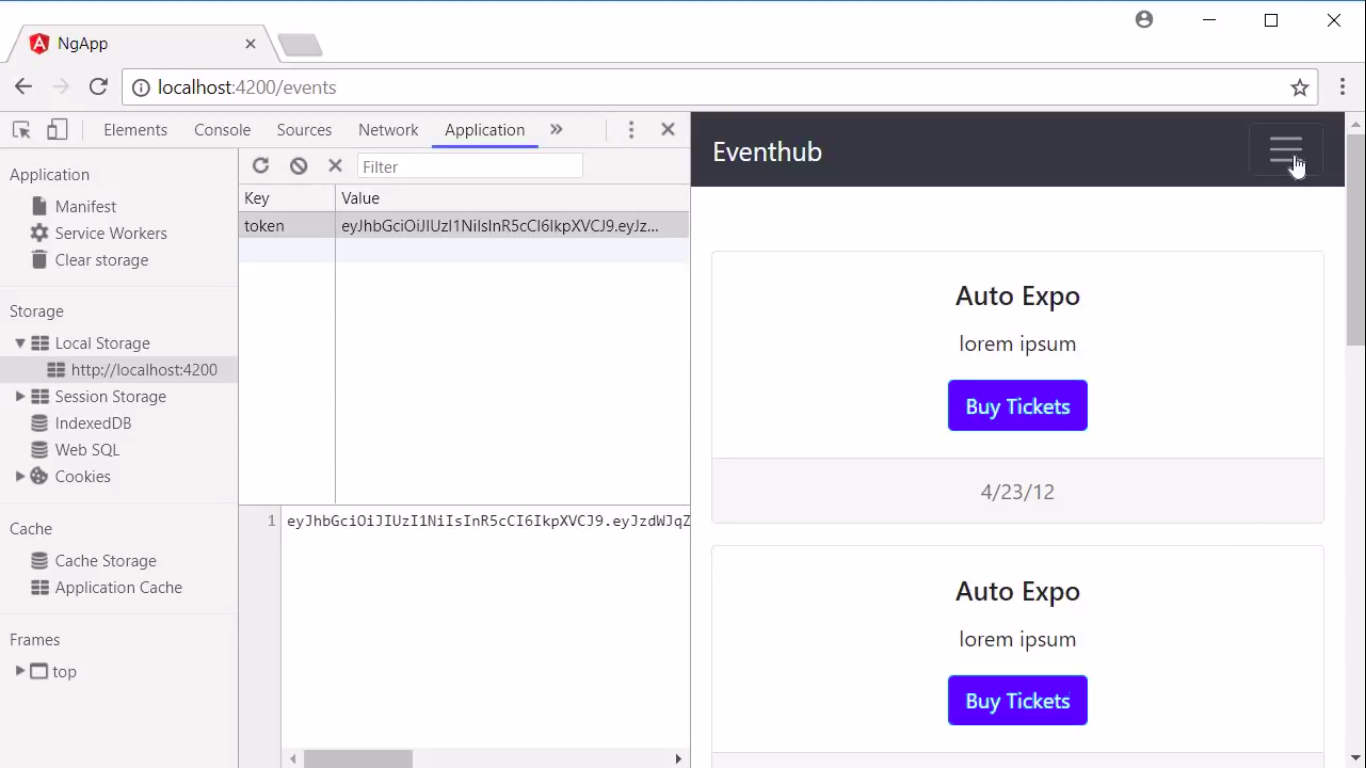 NgApp
localhost:4200/events
Elements Console Sources Network Application »
Application
Manifest
Service Workers
Clear storage
Storage
Local Storage
http://localhost:4200
Session Storage
IndexedDB
Web SQL
Cookies
Cache
Cache Storage
Application Cache
Frames
top
Filter
Key Value
token eyJhbGciOiJIUzI1NiIsInR5cCI6IkpXVCJ9.eyJz...
1 eyJhbGciOiJIUzI1NiIsInR5cCI6IkpXVCJ9.eyJzdWJqZ
Eventhub
Auto Expo
lorem ipsum
Buy Tickets
4/23/12
Auto Expo
lorem ipsum
Buy Tickets